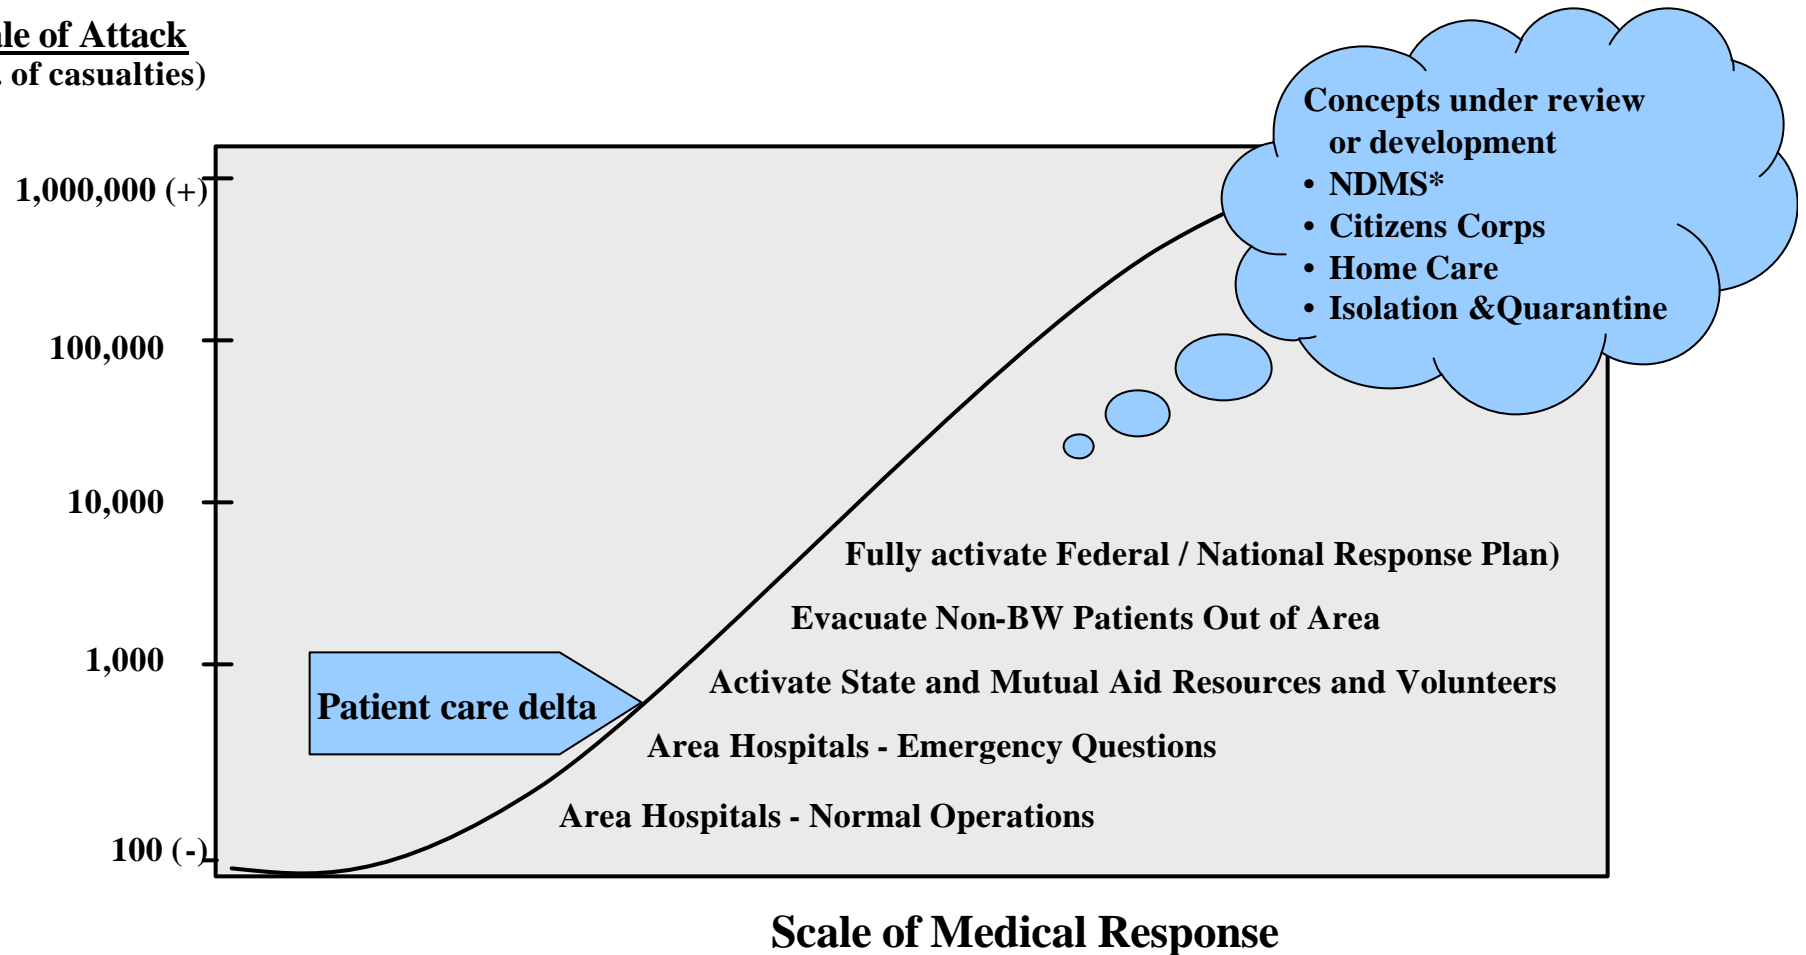 ale of Attack
. of casualties)
Concepts under review
or development
• NDMS*
• Citizens Corps
• Home Care
• Isolation &Quarantine
1,000,000 (+)
100,000
10,000
Fully activate Federal / National Response Plan)
Evacuate Non-BW Patients Out of Area
1,000
Activate State and Mutual Aid Resources and Volunteers
Patient care delta
Area Hospitals - Emergency Questions
Area Hospitals - Normal Operations
100 (-)
Scale of Medical Response